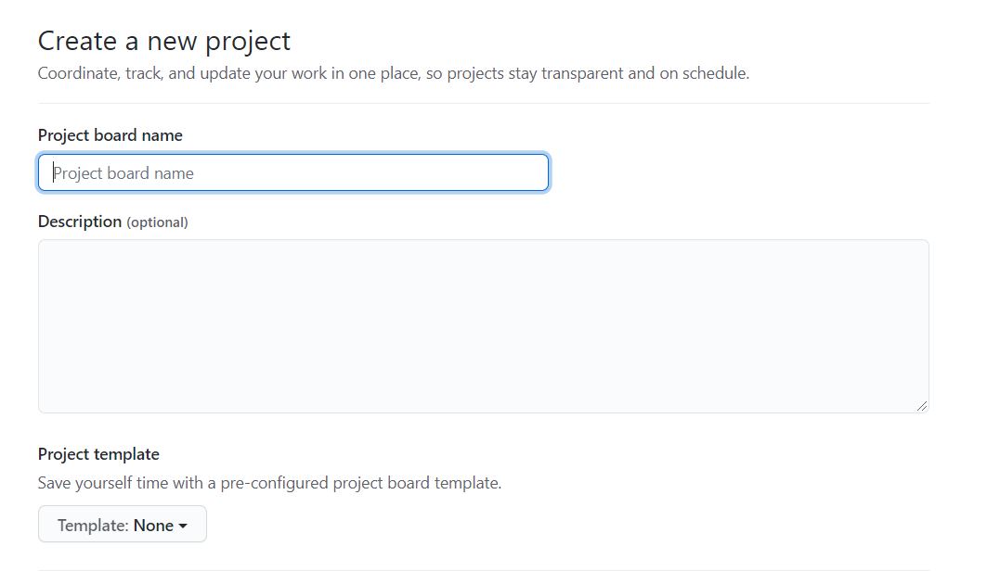 Create a new project
Coordinate, track, and update your work in one place, so projects stay transparent and on schedule.
Project board name
Project board name
Description (optional)
Project template
Save yourself time with a pre-configured project board template.
Template: None